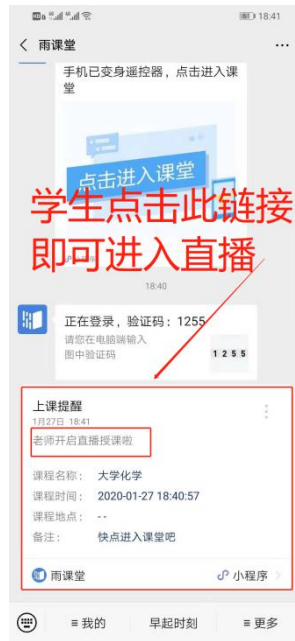 18:41
雨课堂
手机已变身遥控器，点击进入课
堂
点击进入课堂
学生点击此链接
即可进入直播
18:40
正在登录，验证码：1255
请您在电脑端输入
图中验证码
1 2 5 5
上课提醒
1月27日 18:41
老师开启直播授课啦
课程名称： 大学化学
课程时间： 2020-01-27 18:40:57
课程地点： --
备注： 快点进入课堂吧
雨课堂 小程序
我的 早起时刻 更多